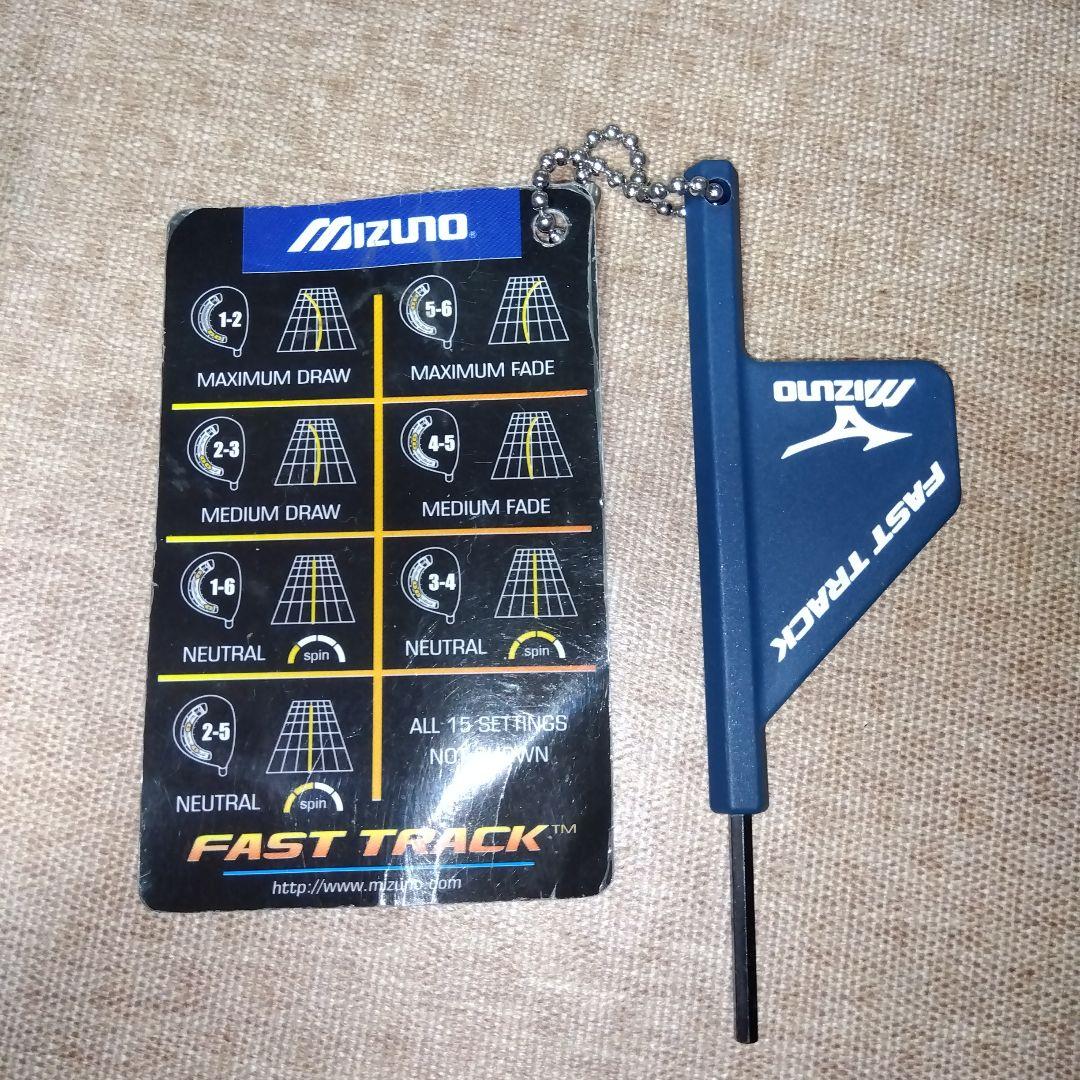 MIZUNO®
1-2
MAXIMUM DRAW
5-6
MAXIMUM FADE
2-3
MEDIUM DRAW
4-5
MEDIUM FADE
1-6
NEUTRAL spin
3-4
NEUTRAL spin
2-5
NEUTRAL spin
ALL 15 SETTINGS
NOT SHOWN
FAST TRACK™
http://www.mizuno.com
MIZUNO
FAST TRACK